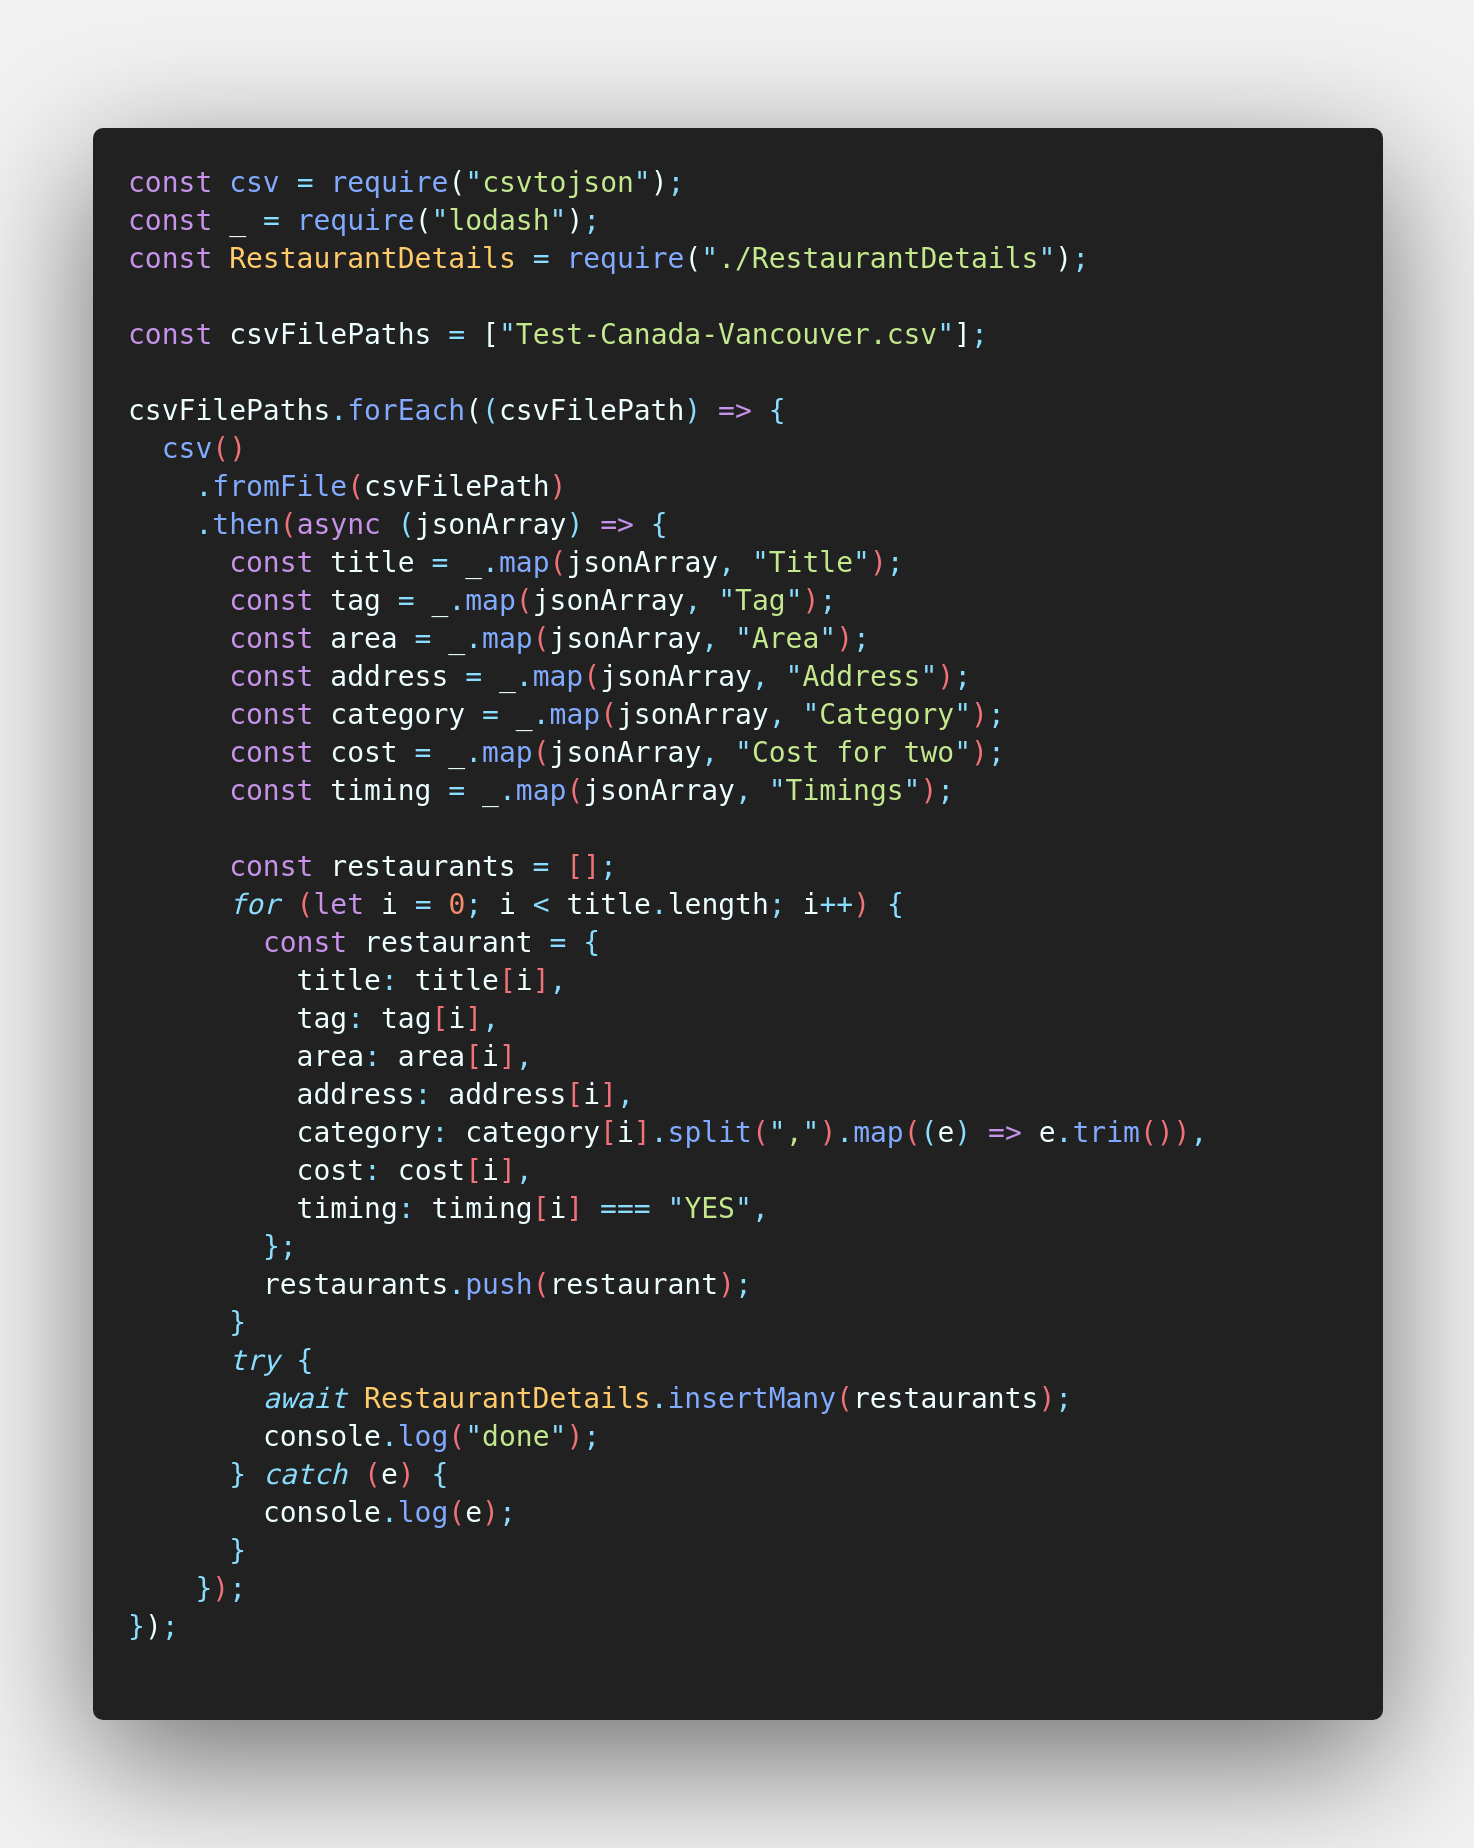 const csv = require("csvtojson");
const _ = require("lodash");
const RestaurantDetails = require("./RestaurantDetails");

const csvFilePaths = ["Test-Canada-Vancouver.csv"];

csvFilePaths.forEach((csvFilePath) => {
  csv()
    .fromFile(csvFilePath)
    .then(async (jsonArray) => {
      const title = _.map(jsonArray, "Title");
      const tag = _.map(jsonArray, "Tag");
      const area = _.map(jsonArray, "Area");
      const address = _.map(jsonArray, "Address");
      const category = _.map(jsonArray, "Category");
      const cost = _.map(jsonArray, "Cost for two");
      const timing = _.map(jsonArray, "Timings");

      const restaurants = [];
      for (let i = 0; i < title.length; i++) {
        const restaurant = {
          title: title[i],
          tag: tag[i],
          area: area[i],
          address: address[i],
          category: category[i].split(",").map((e) => e.trim()),
          cost: cost[i],
          timing: timing[i] === "YES",
        };
        restaurants.push(restaurant);
      }
      try {
        await RestaurantDetails.insertMany(restaurants);
        console.log("done");
      } catch (e) {
        console.log(e);
      }
    });
});